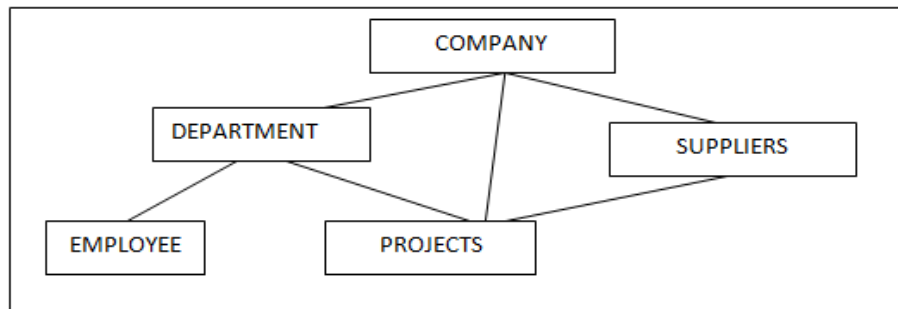 COMPANY
DEPARTMENT
SUPPLIERS
EMPLOYEE
PROJECTS